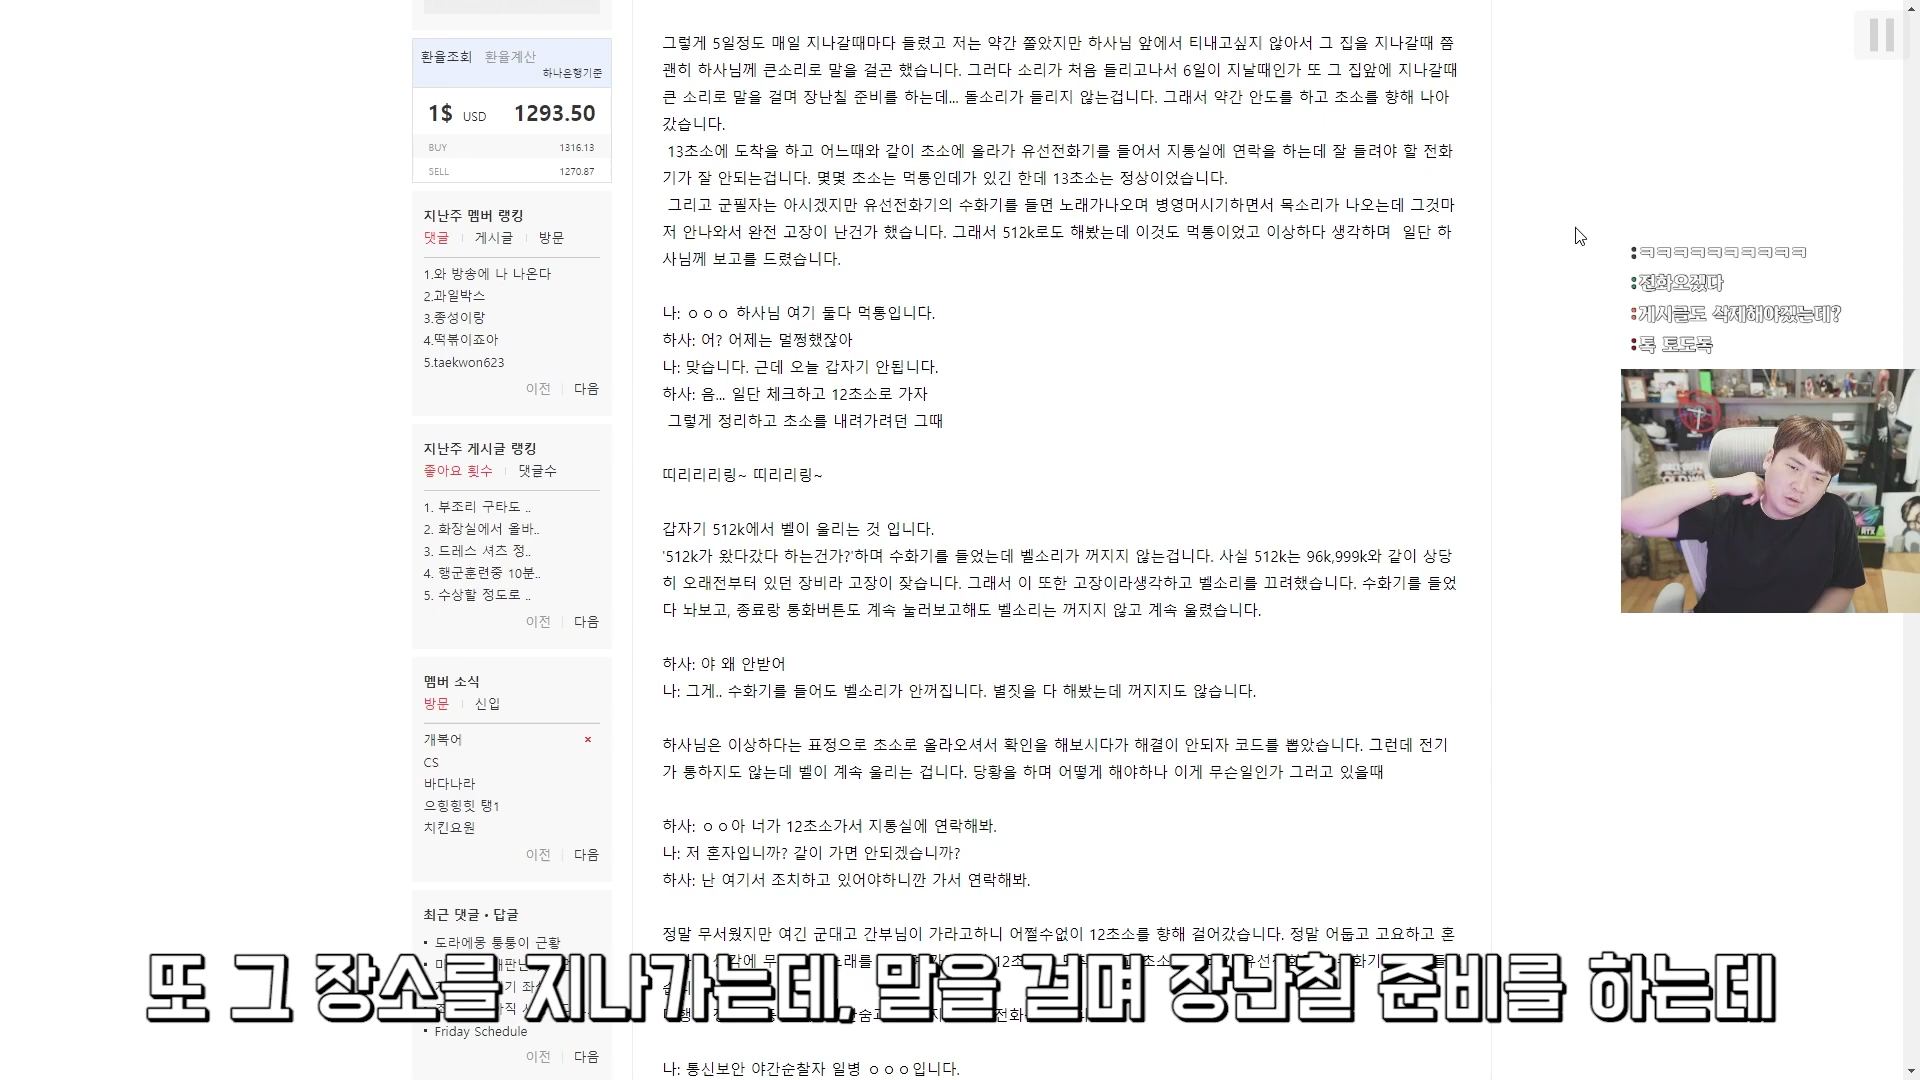 환율조회 환율계산
하나은행기준
1$ USD 1293.50
BUY 1316.13
SELL 1270.87
지난주 멤버 랭킹
댓글 게시글 방문
1.와 방송에 나 나온다
2.과일박스
3.종성이랑
4.떡볶이죠아
5.taekwon623
이전 다음
지난주 게시글 랭킹
좋아요 횟수 댓글수
1. 부조리 구타도 ..
2. 화장실에서 올바..
3. 드레스 셔츠 정..
4. 행군훈련중 10분..
5. 수상할 정도로 ..
이전 다음
멤버 소식
방문 신입
개복어
CS
바다나라
으힝힝힛 탱1
치킨요원
이전 다음
최근 댓글 • 답글
도라에몽 퉁퉁이 근황
Friday Schedule
이전 다음
그렇게 5일정도 매일 지나갈때마다 들렸고 저는 약간 쫄았지만 하사님 앞에서 티내고싶지 않아서 그 집을 지나갈때 쯤
괜히 하사님께 큰소리로 말을 걸곤 했습니다. 그러다 소리가 처음 들리고나서 6일이 지날때인가 또 그 집앞에 지나갈때
큰 소리로 말을 걸며 장난칠 준비를 하는데... 돌소리가 들리지 않는겁니다. 그래서 약간 안도를 하고 초소를 향해 나아
갔습니다.
13초소에 도착을 하고 어느때와 같이 초소에 올라가 유선전화기를 들어서 지통실에 연락을 하는데 잘 들려야 할 전화
기가 잘 안되는겁니다. 몇몇 초소는 먹통인데가 있긴 한데 13초소는 정상이었습니다.
그리고 군필자는 아시겠지만 유선전화기의 수화기를 들면 노래가나오며 병영머시기하면서 목소리가 나오는데 그것마
저 안나와서 완전 고장이 난건가 했습니다. 그래서 512k로도 해봤는데 이것도 먹통이었고 이상하다 생각하며 일단 하
사님께 보고를 드렸습니다.
나: ㅇㅇㅇ 하사님 여기 둘다 먹통입니다.
하사: 어? 어제는 멀쩡했잖아
나: 맞습니다. 근데 오늘 갑자기 안됩니다.
하사: 음... 일단 체크하고 12초소로 가자
그렇게 정리하고 초소를 내려가려던 그때
띠리리리링~ 띠리리링~
갑자기 512k에서 벨이 울리는 것 입니다.
'512k가 왔다갔다 하는건가?'하며 수화기를 들었는데 벨소리가 꺼지지 않는겁니다. 사실 512k는 96k,999k와 같이 상당
히 오래전부터 있던 장비라 고장이 잦습니다. 그래서 이 또한 고장이라생각하고 벨소리를 끄려했습니다. 수화기를 들었
다 놔보고, 종료랑 통화버튼도 계속 눌러보고해도 벨소리는 꺼지지 않고 계속 울렸습니다.
하사: 야 왜 안받어
나: 그게.. 수화기를 들어도 벨소리가 안꺼집니다. 별짓을 다 해봤는데 꺼지지도 않습니다.
하사님은 이상하다는 표정으로 초소로 올라오셔서 확인을 해보시다가 해결이 안되자 코드를 뽑았습니다. 그런데 전기
가 통하지도 않는데 벨이 계속 울리는 겁니다. 당황을 하며 어떻게 해야하나 이게 무슨일인가 그러고 있을때
하사: ㅇㅇ아 너가 12초소가서 지통실에 연락해봐.
나: 저 혼자입니까? 같이 가면 안되겠습니까?
하사: 난 여기서 조치하고 있어야하니깐 가서 연락해봐.
정말 무서웠지만 여긴 군대고 간부님이 가라고하니 어쩔수없이 12초소를 향해 걸어갔습니다. 정말 어둡고 고요하고 혼
나: 통신보안 야간순찰자 일병 ㅇㅇㅇ입니다.
:ㅋㅋㅋㅋㅋㅋㅋㅋㅋㅋ
:전화오겠다
:게시글도 삭제해야겠는데?
:톡 토도독
또 그 장소를 지나가는데, 말을 걸며 장난칠 준비를 하는데